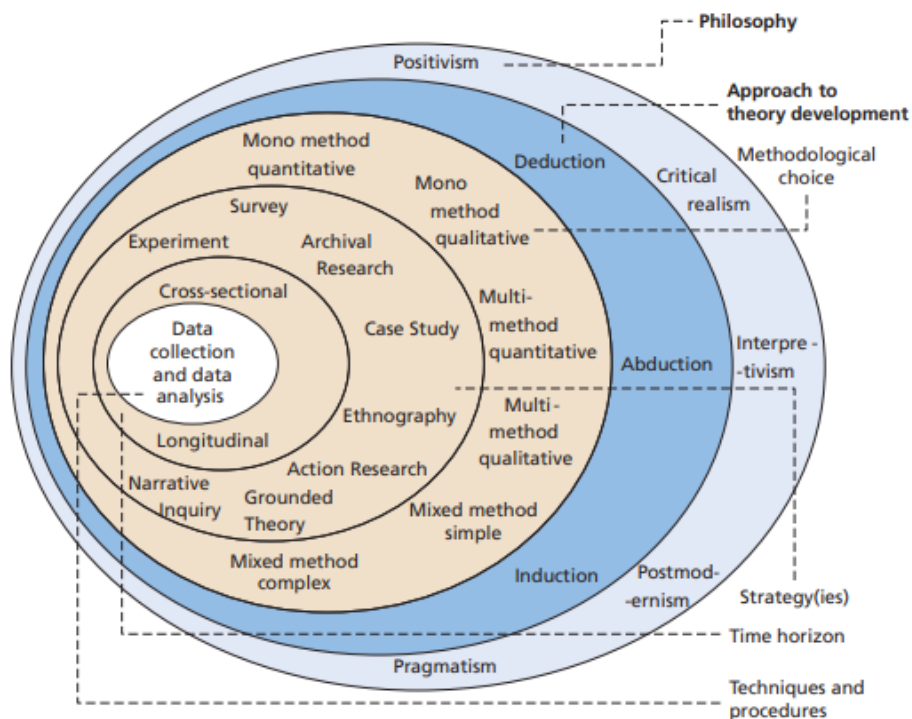 Philosophy
Positivism
Approach to
theory development
Mono method
quantitative
Deduction
Methodological
choice
Critical
realism
Mono
method
qualitative
Survey
Experiment
Archival
Research
Cross-sectional
Multi-
method
quantitative
Case Study
Data
collection
and data
analysis
Abduction
Interpre -
-tivism
Ethnography
Multi -
method
qualitative
Longitudinal
Action Research
Narrative
Inquiry
Grounded
Theory
Mixed method
simple
Mixed method
complex
Induction
Postmod-
-ernism
Strategy(ies)
Time horizon
Pragmatism
Techniques and
procedures